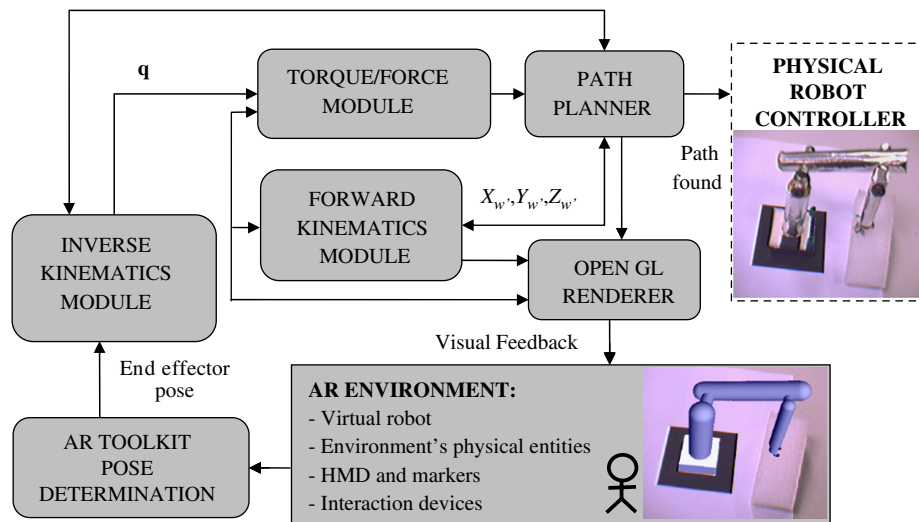 q
TORQUE/FORCE
MODULE
PATH
PLANNER
PHYSICAL
ROBOT
CONTROLLER
Path
found
FORWARD
KINEMATICS
MODULE
X_w', Y_w', Z_w'
INVERSE
KINEMATICS
MODULE
OPEN GL
RENDERER
Visual Feedback
End effector
pose
AR ENVIRONMENT:
- Virtual robot
- Environment's physical entities
- HMD and markers
- Interaction devices
AR TOOLKIT
POSE
DETERMINATION